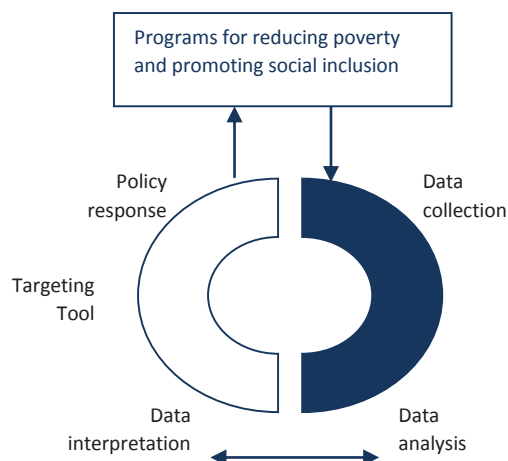 Programs for reducing poverty
and promoting social inclusion
Policy
response
Data
collection
Targeting
Tool
Data
interpretation
Data
analysis